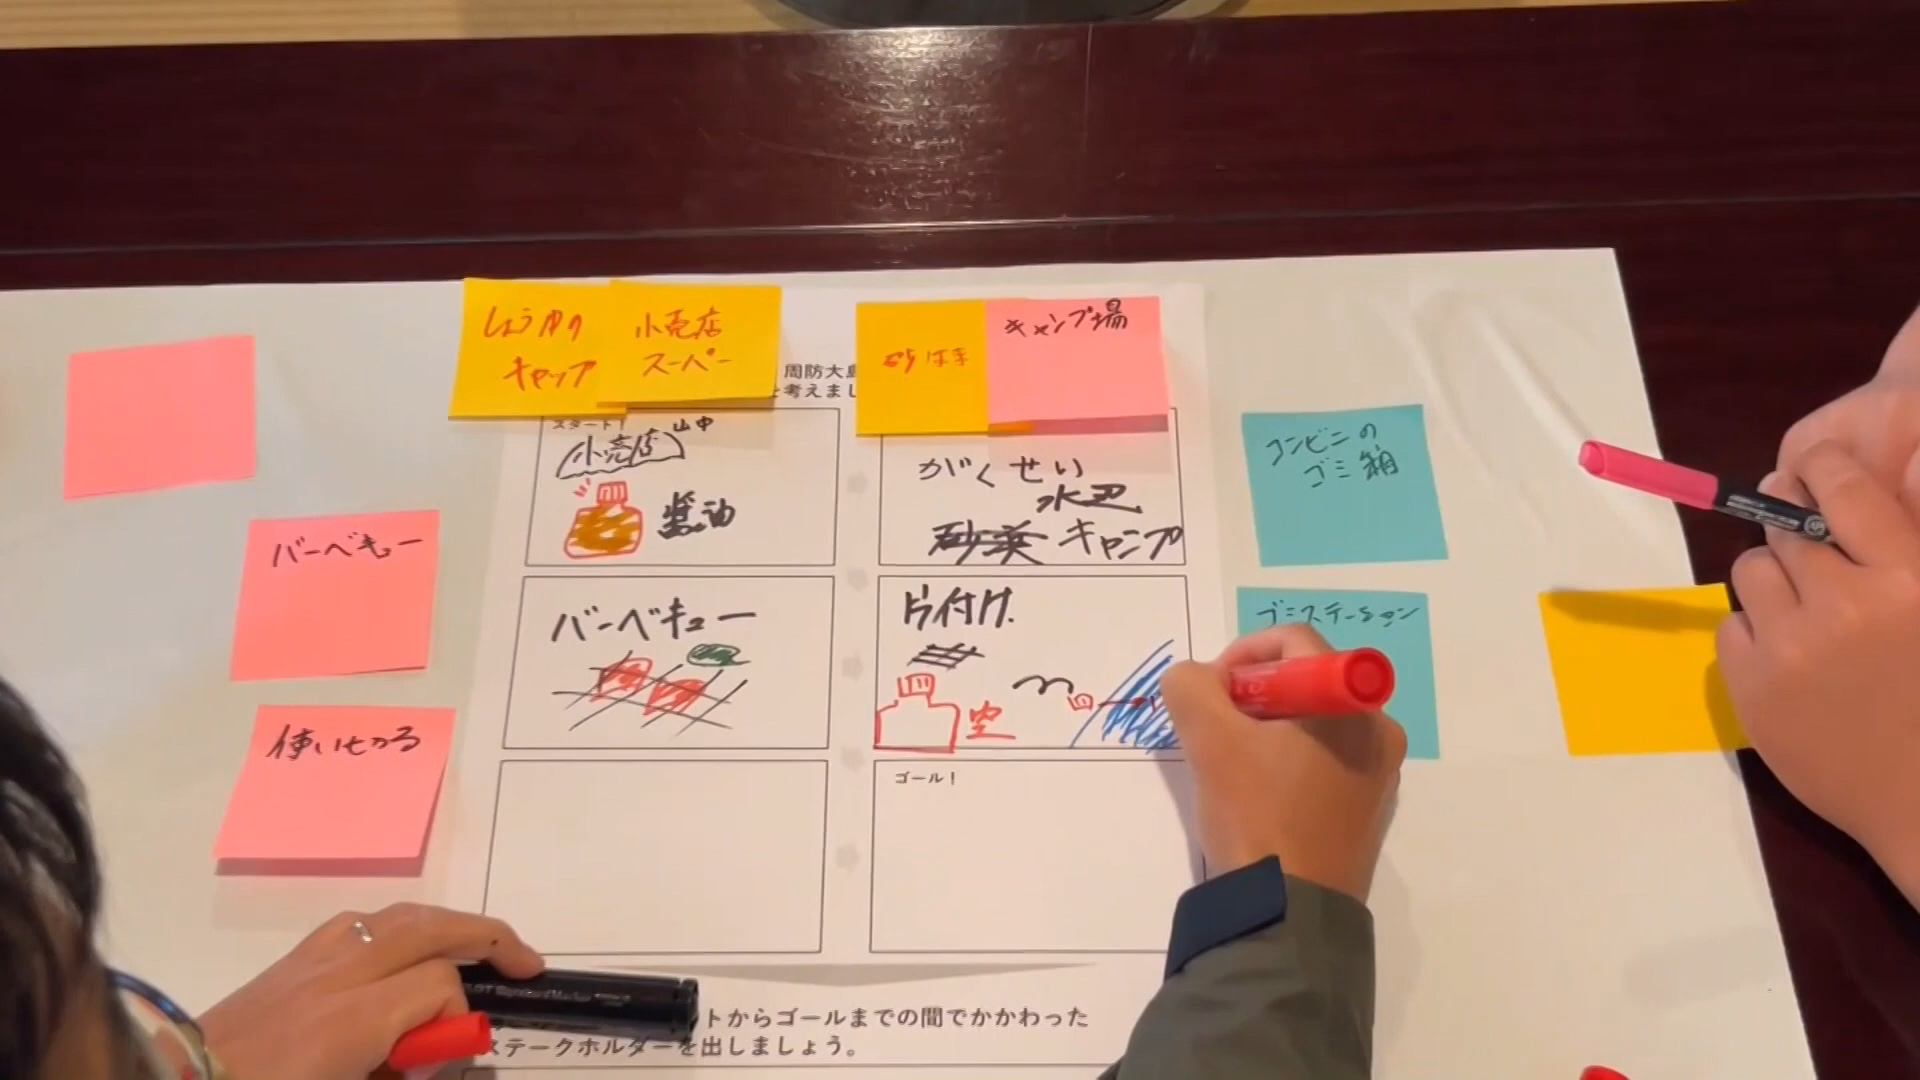 しょうゆの
キャップ
小売店
スーパー
砂はま
キャンプ場
周防大島
考えまし
スタート!
小売店
山中
醤油
がくせい
水辺
キャンプ
コンビニの
ゴミ箱
バーベキュー
バーベキュー
片付け.
空
ゴミステーション
使いせつる
ゴール!
トからゴールまでの間でかかわった
ステークホルダーを出しましょう。